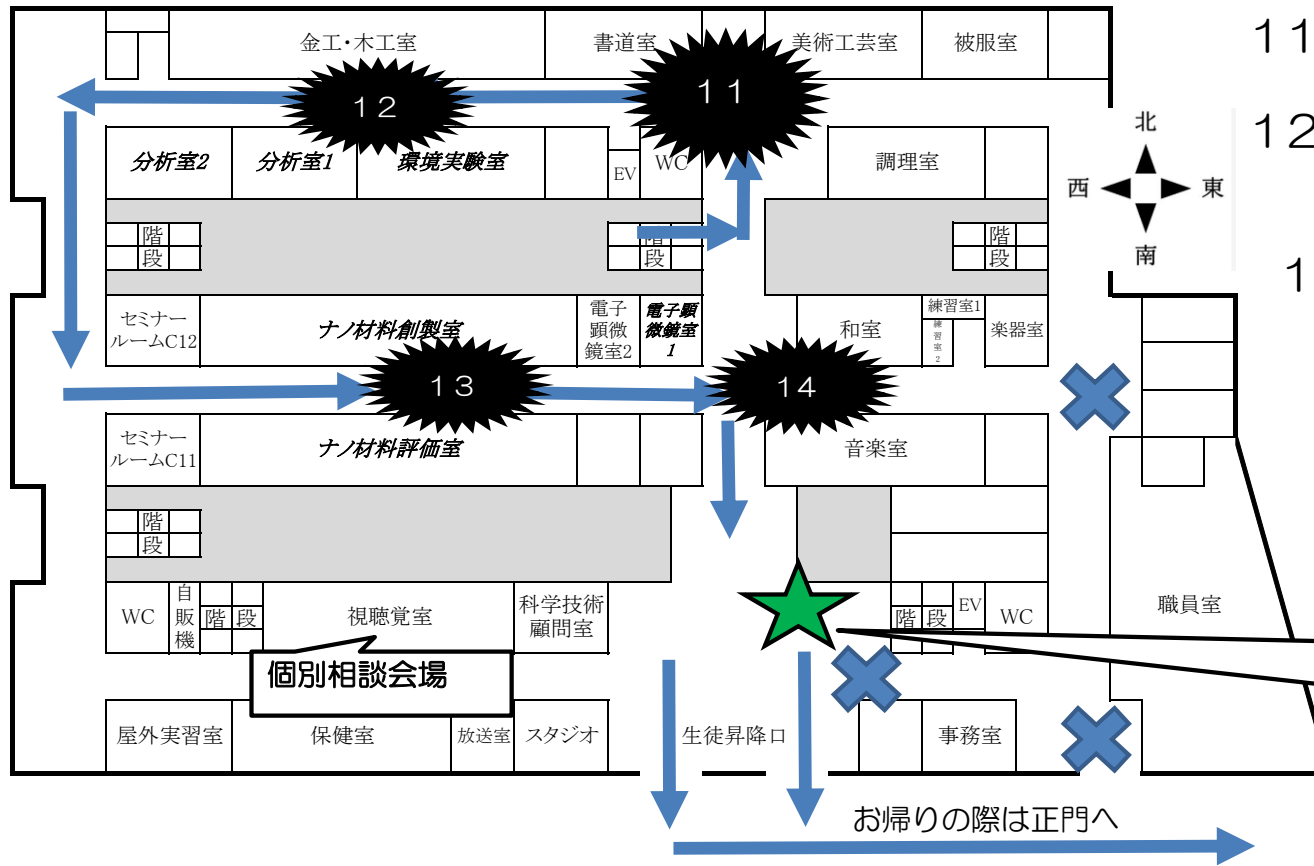 金工・木工室
書道室
美術工芸室
被服室
11
12
11
12
北
西
東
南
1
分析室2
分析室1
環境実験室
EV
WC
調理室
階
段
階
段
階
段
セミナー
ルームC12
ナノ材料創製室
電子
顕微
鏡室2
電子顕
微鏡室
1
和室
練習室1
練
習
室
2
楽器室
13
14
セミナー
ルームC11
ナノ材料評価室
音楽室
階
段
WC
自
販
機
階
段
視聴覚室
科学技術
顧問室
階
段
EV
WC
職員室
個別相談会場
屋外実習室
保健室
放送室
スタジオ
生徒昇降口
事務室
お帰りの際は正門へ